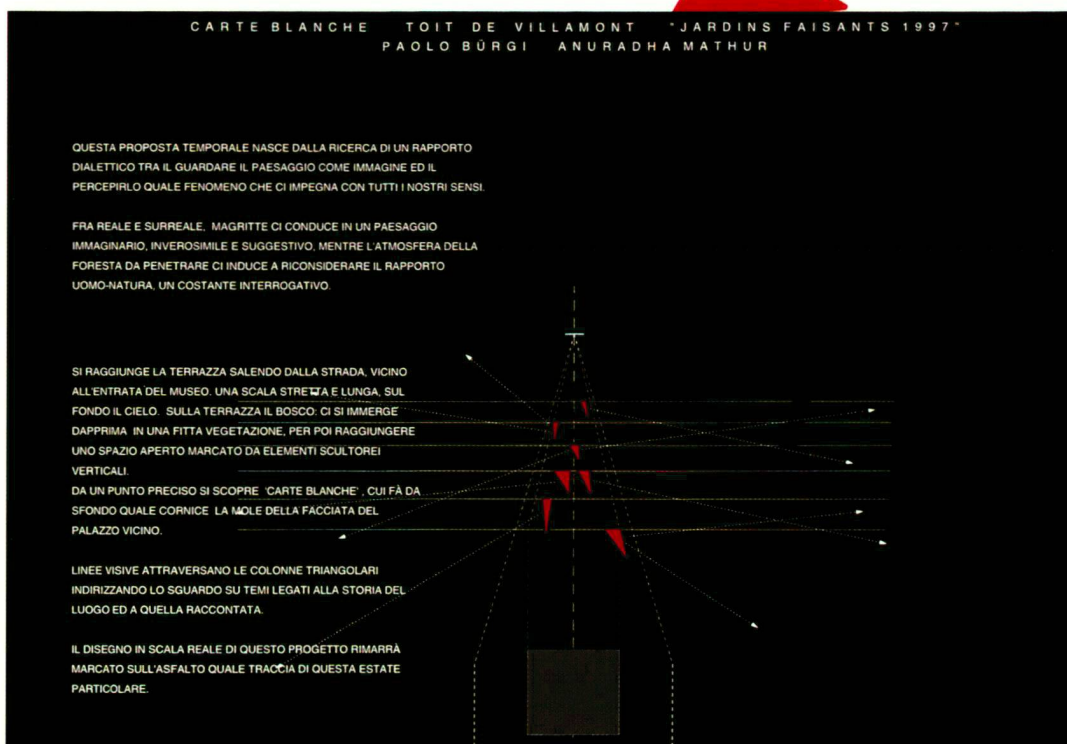 CARTE BLANCHE TOIT DE VILLAMONT "JARDINS FAISANTS 1997"
PAOLO BÜRGI ANURADHA MATHUR
QUESTA PROPOSTA TEMPORALE NASCE DALLA RICERCA DI UN RAPPORTO
DIALETTICO TRA IL GUARDARE IL PAESAGGIO COME IMMAGINE ED IL
PERCEPIRLO QUALE FENOMENO CHE CI IMPEGNA CON TUTTI I NOSTRI SENSI.
FRA REALE E SURREALE, MAGRITTE CI CONDUCE IN UN PAESAGGIO
IMMAGINARIO, INVEROSIMILE E SUGGESTIVO, MENTRE L'ATMOSFERA DELLA
FORESTA DA PENETRARE CI INDUCE A RICONSIDERARE IL RAPPORTO
UOMO-NATURA, UN COSTANTE INTERROGATIVO.
SI RAGGIUNGE LA TERRAZZA SALENDO DALLA STRADA, VICINO
ALL'ENTRATA DEL MUSEO. UNA SCALA STRETTA E LUNGA, SUL
FONDO IL CIELO. SULLA TERRAZZA IL BOSCO: CI SI IMMERGE
DAPPRIMA IN UNA FITTA VEGETAZIONE, PER POI RAGGIUNGERE
UNO SPAZIO APERTO MARCATO DA ELEMENTI SCULTOREI
VERTICALI.
DA UN PUNTO PRECISO SI SCOPRE 'CARTE BLANCHE', CUI FÀ DA
SFONDO QUALE CORNICE LA MOLE DELLA FACCIATA DEL
PALAZZO VICINO.
LINEE VISIVE ATTRAVERSANO LE COLONNE TRIANGOLARI
INDIRIZZANDO LO SGUARDO SU TEMI LEGATI ALLA STORIA DEL
LUOGO ED A QUELLA RACCONTATA.
IL DISEGNO IN SCALA REALE DI QUESTO PROGETTO RIMARRÀ
MARCATO SULL'ASFALTO QUALE TRACCIA DI QUESTA ESTATE
PARTICOLARE.